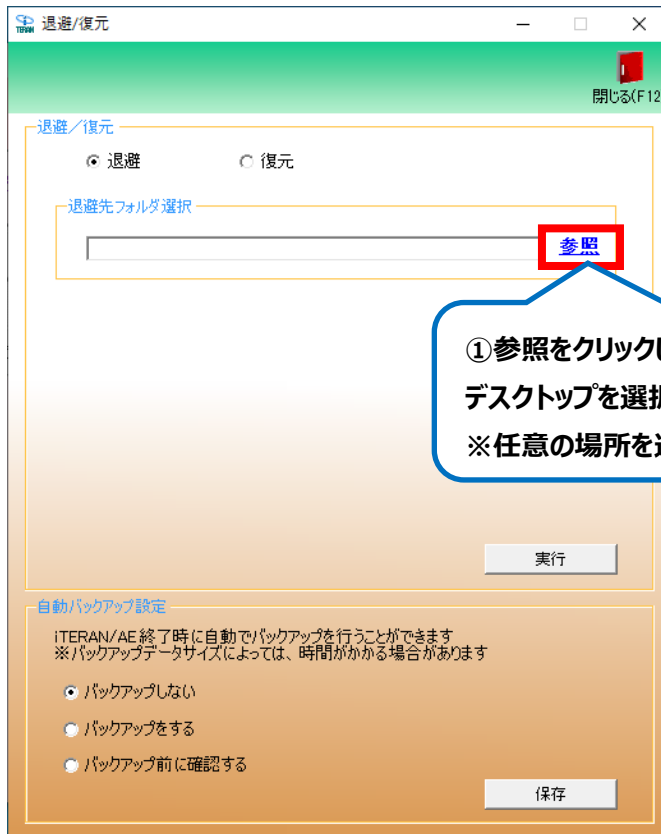 TERAN 退避/復元
閉じる(F12
退避／復元
退避 復元
退避先フォルダ選択
参照
①参照をクリック
デスクトップを選
※任意の場所を
実行
自動バックアップ設定
iTERAN/AE終了時に自動でバックアップを行うことができます
※バックアップデータサイズによっては、時間がかかる場合があります
バックアップしない
バックアップをする
バックアップ前に確認する
保存